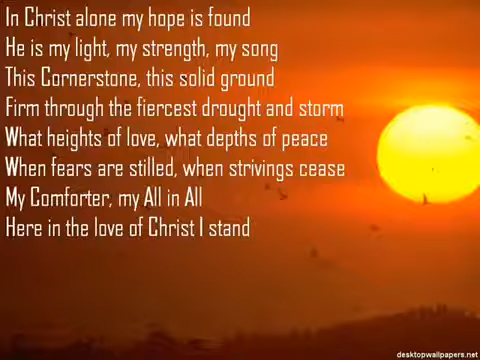 In Christ alone my hope is found
He is my light, my strength, my song
This Cornerstone, this solid ground
Firm through the fiercest drought and storm
What heights of love, what depths of peace
When fears are stilled, when strivings cease
My Comforter, my All in All
Here in the love of Christ I stand
desktopwallpapers.net